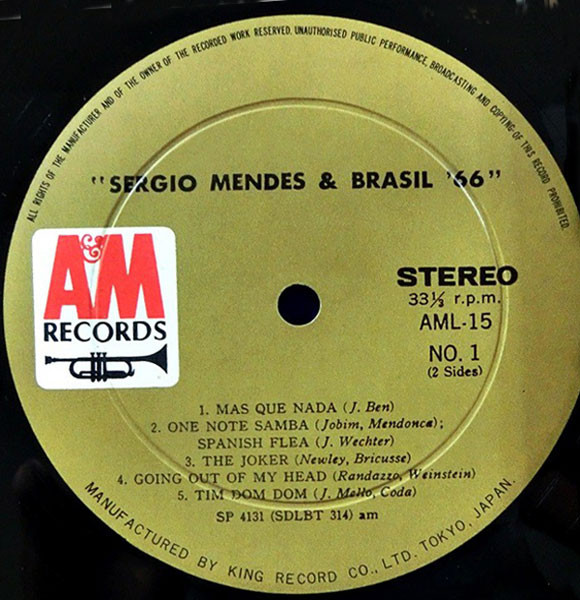 ALL RIGHTS OF THE MANUFACTURER AND OF THE OWNER OF THE RECORDED WORK RESERVED. UNAUTHORISED PUBLIC PERFORMANCE, BROADCASTING AND COPYING OF THIS RECORD PROHIBITED.
"SERGIO MENDES & BRASIL '66"
A&M
RECORDS
STEREO
33⅓ r.p.m.
AML-15
NO. 1
(2 Sides)
1. MAS QUE NADA (J. Ben)
2. ONE NOTE SAMBA (Jobim, Mendonca);
SPANISH FLEA (J. Wechter)
3. THE JOKER (Newley, Bricusse)
4. GOING OUT OF MY HEAD (Randazzo, Weinstein)
5. TIM DOM DOM (J. Mello, Coda)
SP 4131 (SDLBT 314) am
MANUFACTURED BY KING RECORD CO., LTD. TOKYO, JAPAN.